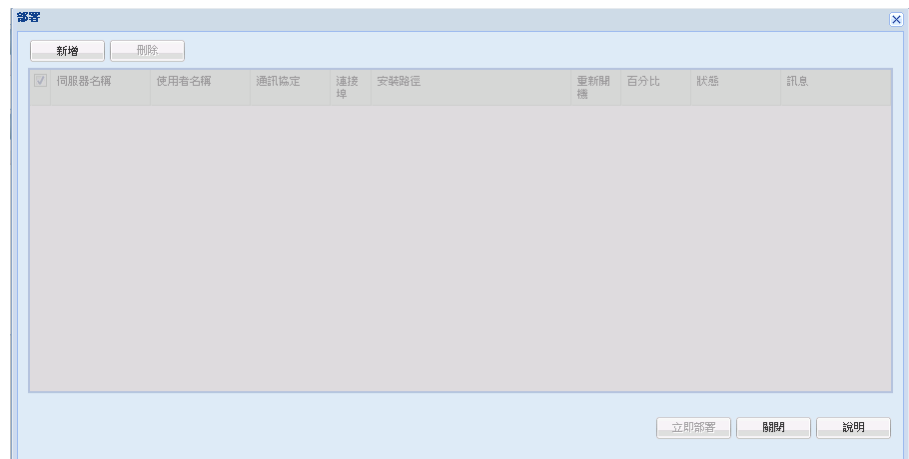 部署
新增 刪除
伺服器名稱 使用者名稱 通訊協定 連接埠 安裝路徑 重新開機 百分比 狀態 訊息
立即部署 關閉 說明